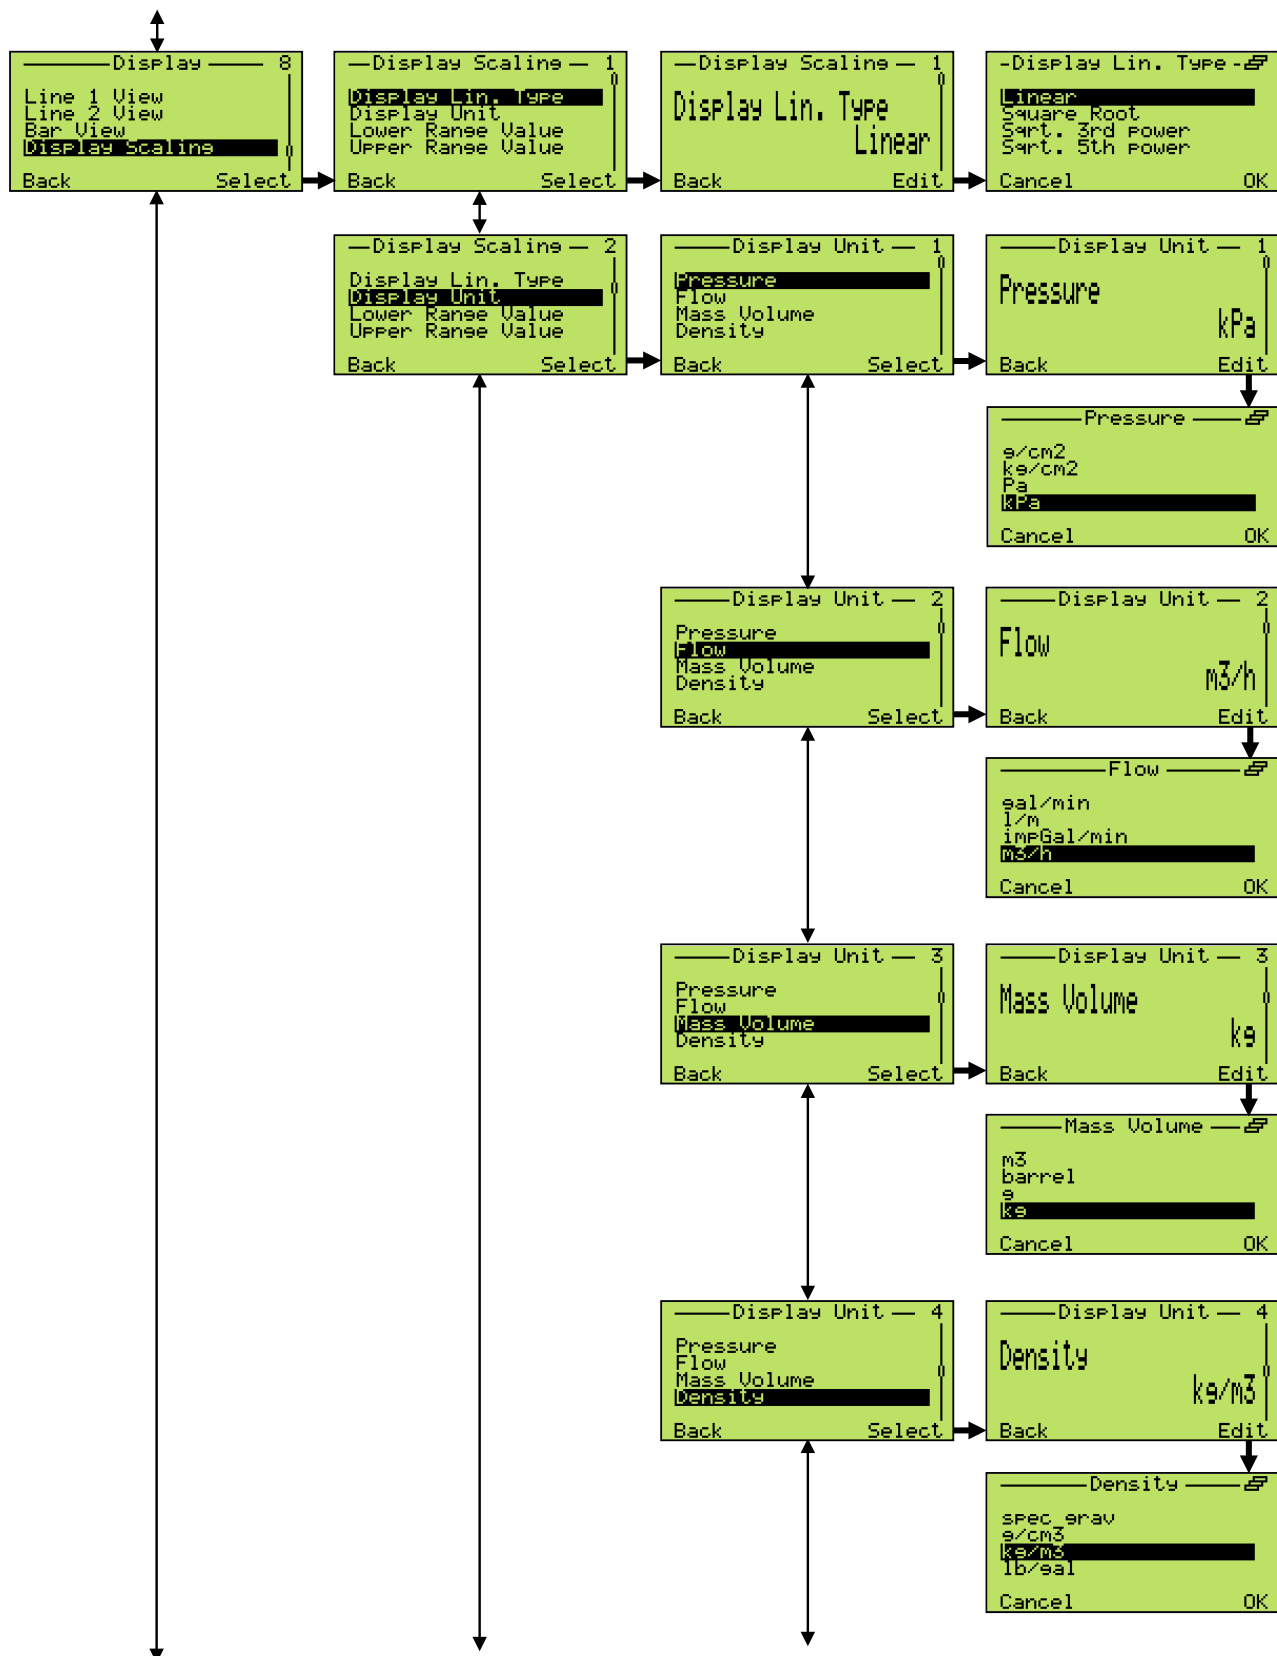 Display 8
Line 1 View
Line 2 View
Bar View
Display Scaling
Back Select
Display Scaling 1
Display Lin. Type
Display Unit
Lower Range Value
Upper Range Value
Back Select
Display Scaling 1
Display Lin. Type
Linear
Back Edit
Display Lin. Type
Linear
Square Root
Sqrt. 3rd power
Sqrt. 5th power
Cancel OK
Display Scaling 2
Display Lin. Type
Display Unit
Lower Range Value
Upper Range Value
Back Select
Display Unit 1
Pressure
Flow
Mass Volume
Density
Back Select
Display Unit 1
Pressure
kPa
Back Edit
Pressure
g/cm2
kg/cm2
Pa
kPa
Cancel OK
Display Unit 2
Pressure
Flow
Mass Volume
Density
Back Select
Display Unit 2
Flow
m3/h
Back Edit
Flow
gal/min
l/m
impGal/min
m3/h
Cancel OK
Display Unit 3
Pressure
Flow
Mass Volume
Density
Back Select
Display Unit 3
Mass Volume
kg
Back Edit
Mass Volume
m3
barrel
g
kg
Cancel OK
Display Unit 4
Pressure
Flow
Mass Volume
Density
Back Select
Display Unit 4
Density
kg/m3
Back Edit
Density
spec grav
g/cm3
kg/m3
lb/gal
Cancel OK